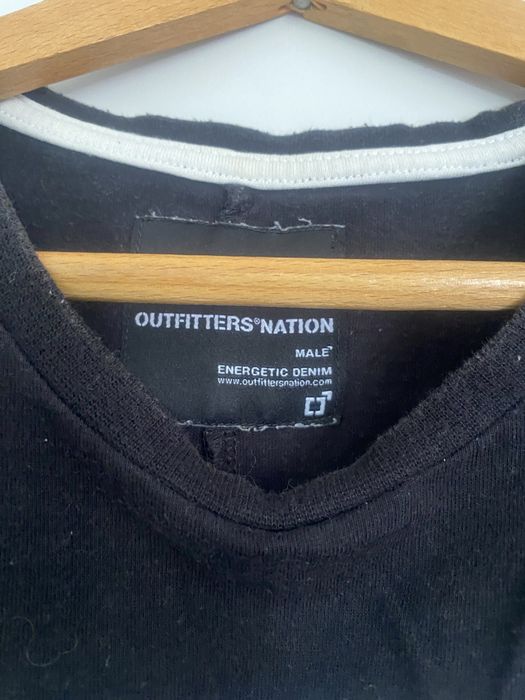 OUTFITTERS®NATION
MALE
ENERGETIC DENIM
www.outfittersnation.com